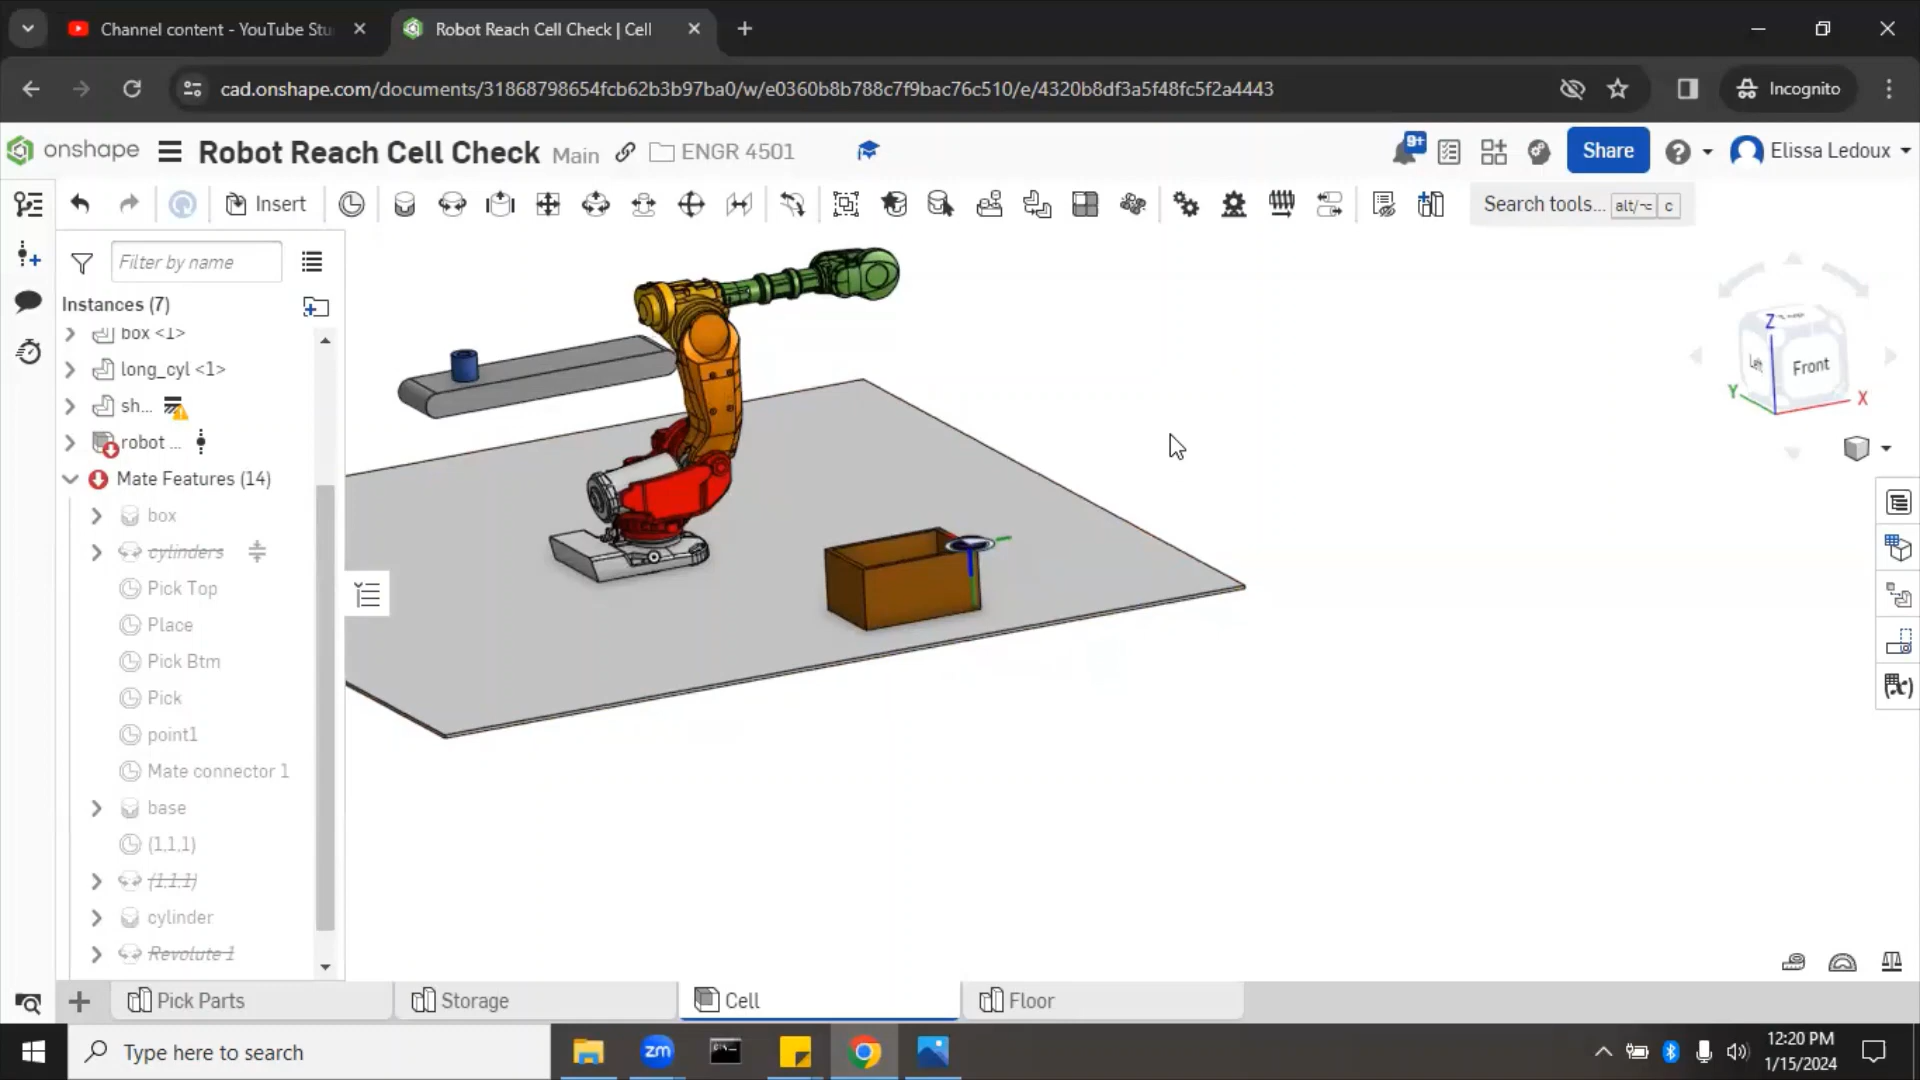 Channel content - YouTube Stu
Robot Reach Cell Check | Cell
cad.onshape.com/documents/31868798654fcb62b3b97ba0/w/e0360b8b788c7f9bac76c510/e/4320b8df3a5f48fc5f2a4443
Incognito
onshape
Robot Reach Cell Check Main ENGR 4501
9+
Share
Elissa Ledoux
Insert
Search tools... alt/⌥ c
Filter by name
Instances (7)
box <1>
long_cyl <1>
sh...
robot ...
Mate Features (14)
box
cylinders
Pick Top
Place
Pick Btm
Pick
point1
Mate connector 1
base
(1,1,1)
(1.1.1)
cylinder
Revolute 1
Top
Z
Left
Front
Y
X
Pick Parts
Storage
Cell
Floor
Type here to search
zm
12:20 PM
1/15/2024